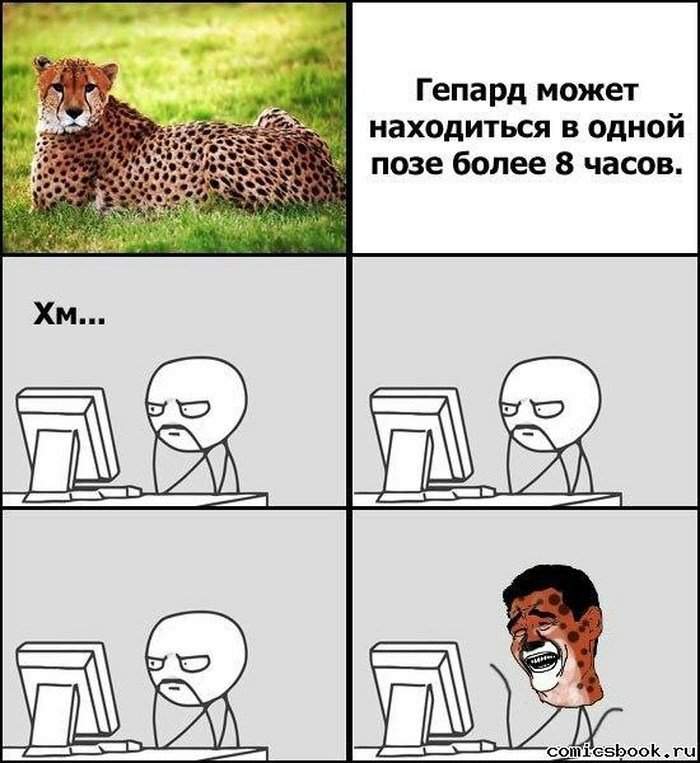 Гепард может
находиться в одной
позе более 8 часов.
Хм...
comicsbook.ru